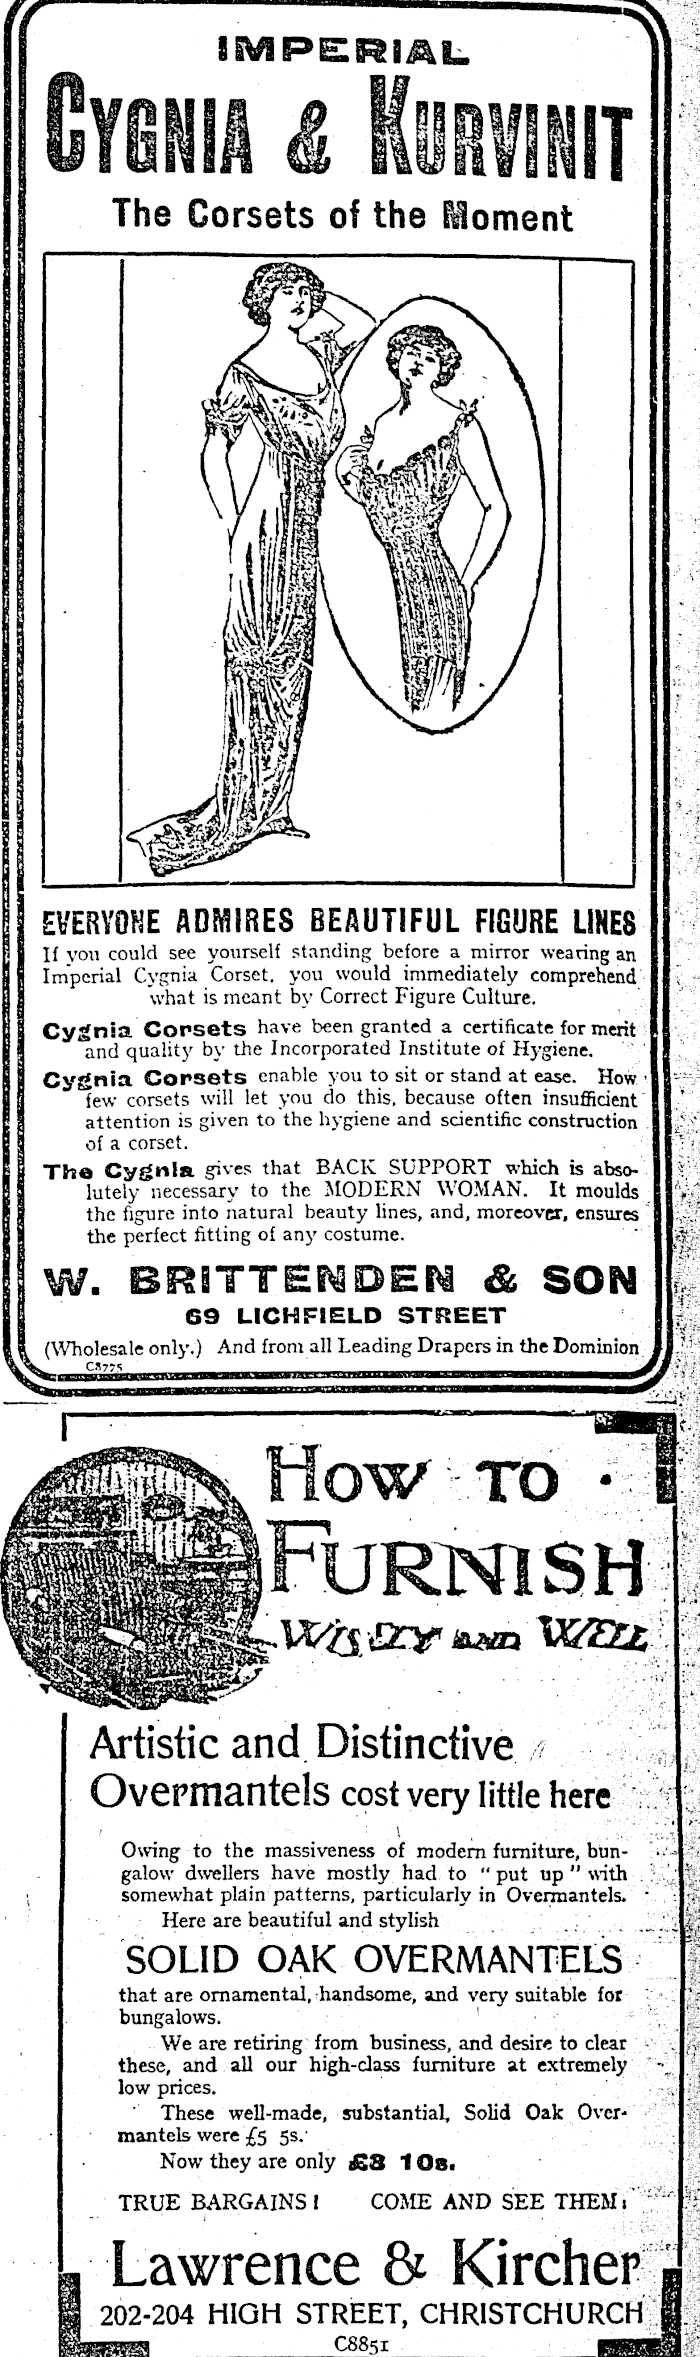 IMPERIAL
CYGNIA & KURVINIT
The Corsets of the Moment
EVERYONE ADMIRES BEAUTIFUL FIGURE LINES
If you could see yourself standing before a mirror wearing an
Imperial Cygnia Corset, you would immediately comprehend
what is meant by Correct Figure Culture.
Cygnia Corsets have been granted a certificate for merit
and quality by the Incorporated Institute of Hygiene.
Cygnia Corsets enable you to sit or stand at ease. How
few corsets will let you do this, because often insufficient
attention is given to the hygiene and scientific construction
of a corset.
The Cygnia gives that BACK SUPPORT which is abso-
lutely necessary to the MODERN WOMAN. It moulds
the figure into natural beauty lines, and, moreover, ensures
the perfect fitting of any costume.
W. BRITTENDEN & SON
69 LICHFIELD STREET
(Wholesale only.) And from all Leading Drapers in the Dominion
C8775
HOW TO
FURNISH
WISELY AND WELL
Artistic and Distinctive
Overmantels cost very little here
Owing to the massiveness of modern furniture, bun-
galow dwellers have mostly had to "put up" with
somewhat plain patterns, particularly in Overmantels.
Here are beautiful and stylish
SOLID OAK OVERMANTELS
that are ornamental, handsome, and very suitable for
bungalows.
We are retiring from business, and desire to clear
these, and all our high-class furniture at extremely
low prices.
These well-made, substantial, Solid Oak Over-
mantels were £5 5s.
Now they are only £3 10s.
TRUE BARGAINS! COME AND SEE THEM!
Lawrence & Kircher
202-204 HIGH STREET, CHRISTCHURCH
C8851